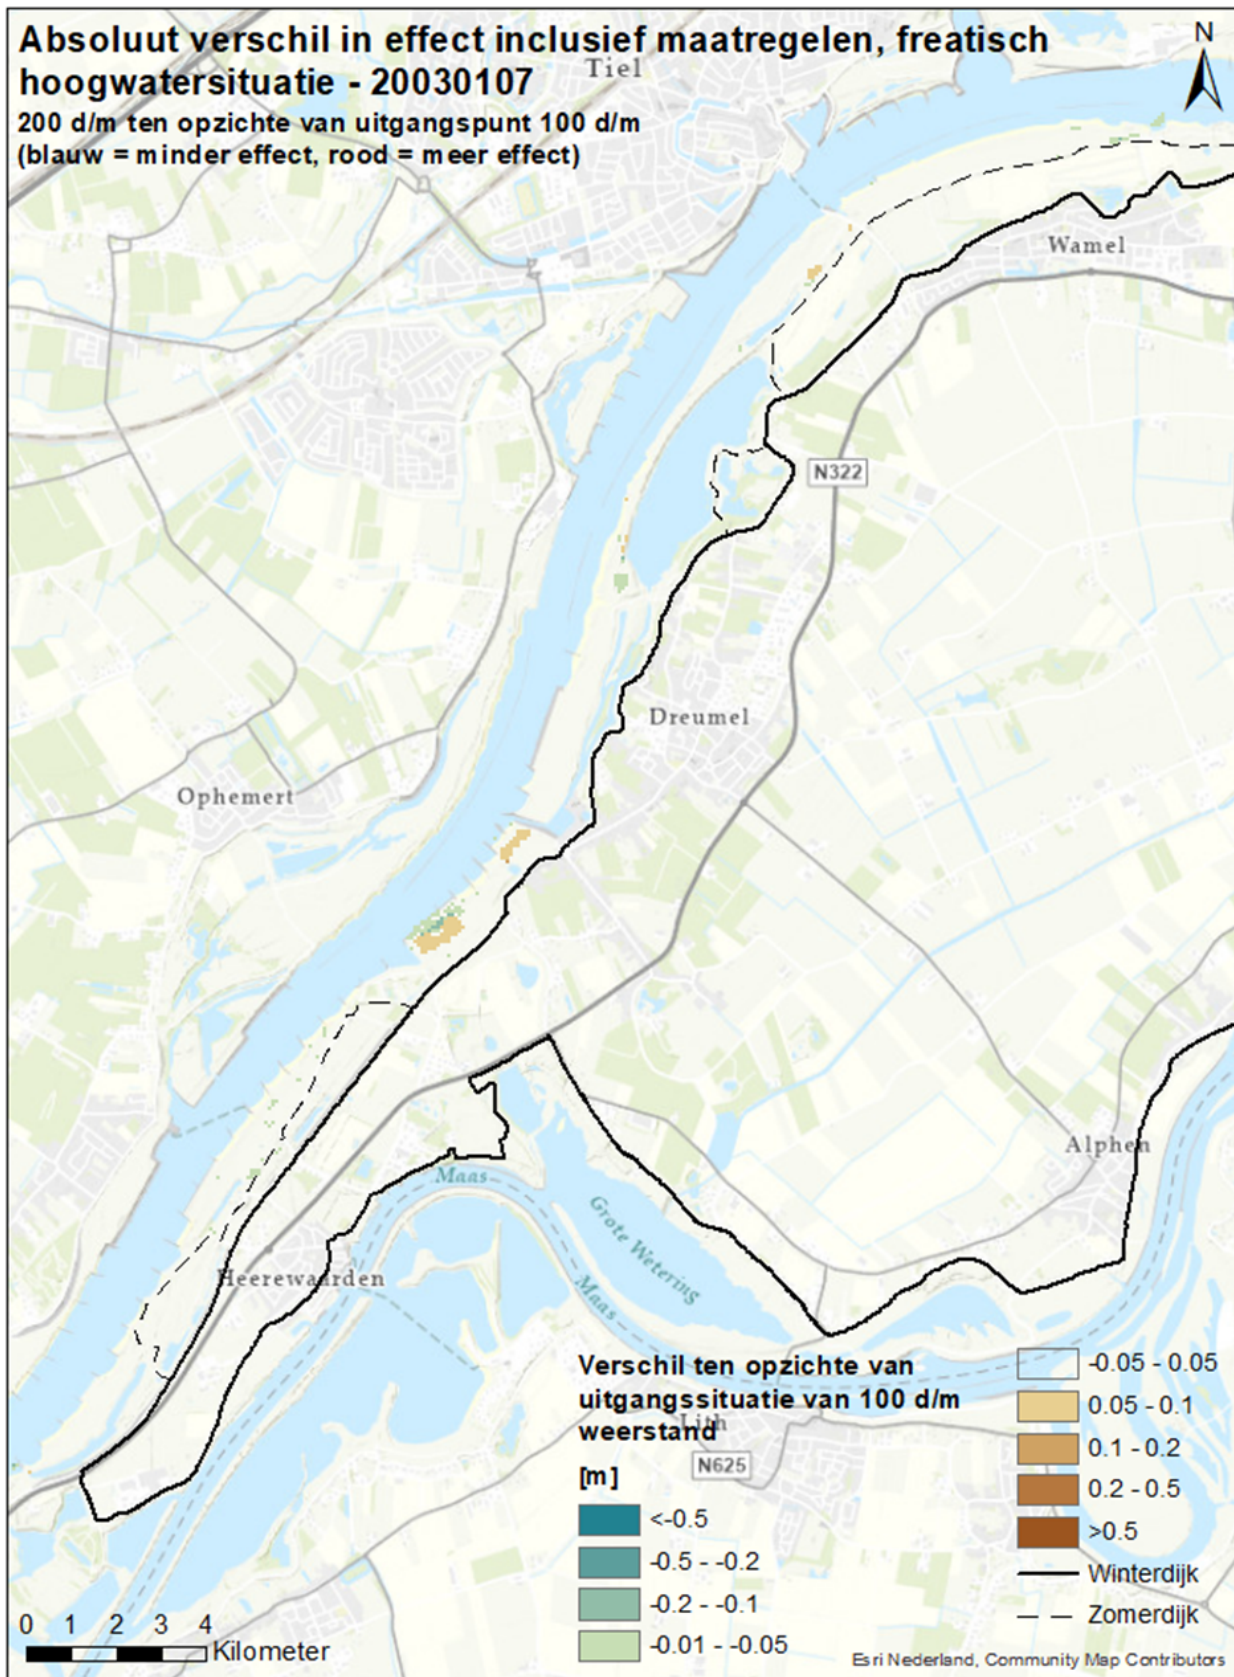 Absoluut verschil in effect inclusief maatregelen, freatisch
hoogwatersituatie - 20030107
200 d/m ten opzichte van uitgangspunt 100 d/m
(blauw = minder effect, rood = meer effect)
N
Tiel
Wamel
N322
Dreumel
Ophemert
Alphen
Maas
Grote Wetering
Maas
Heerewaarden
Lith
N625
Verschil ten opzichte van
uitgangssituatie van 100 d/m
weerstand
[m]
<-0.5
-0.5 - -0.2
-0.2 - -0.1
-0.01 - -0.05
-0.05 - 0.05
0.05 - 0.1
0.1 - 0.2
0.2 - 0.5
>0.5
Winterdijk
Zomerdijk
0 1 2 3 4
Kilometer
Esri Nederland, Community Map Contributors